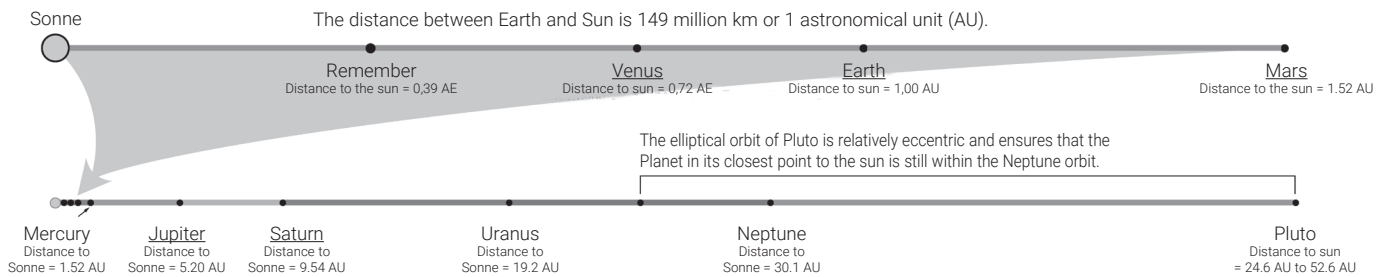 Sonne
The distance between Earth and Sun is 149 million km or 1 astronomical unit (AU).
Remember
Distance to the sun = 0,39 AE
Venus
Distance to sun = 0,72 AE
Earth
Distance to sun = 1,00 AU
Mars
Distance to the sun = 1.52 AU
The elliptical orbit of Pluto is relatively eccentric and ensures that the
Planet in its closest point to the sun is still within the Neptune orbit.
Mercury
Distance to
Sonne = 1.52 AU
Jupiter
Distance to
Sonne = 5.20 AU
Saturn
Distance to
Sonne = 9.54 AU
Uranus
Distance to
Sonne = 19.2 AU
Neptune
Distance to
Sonne = 30.1 AU
Pluto
Distance to sun
= 24.6 AU to 52.6 AU